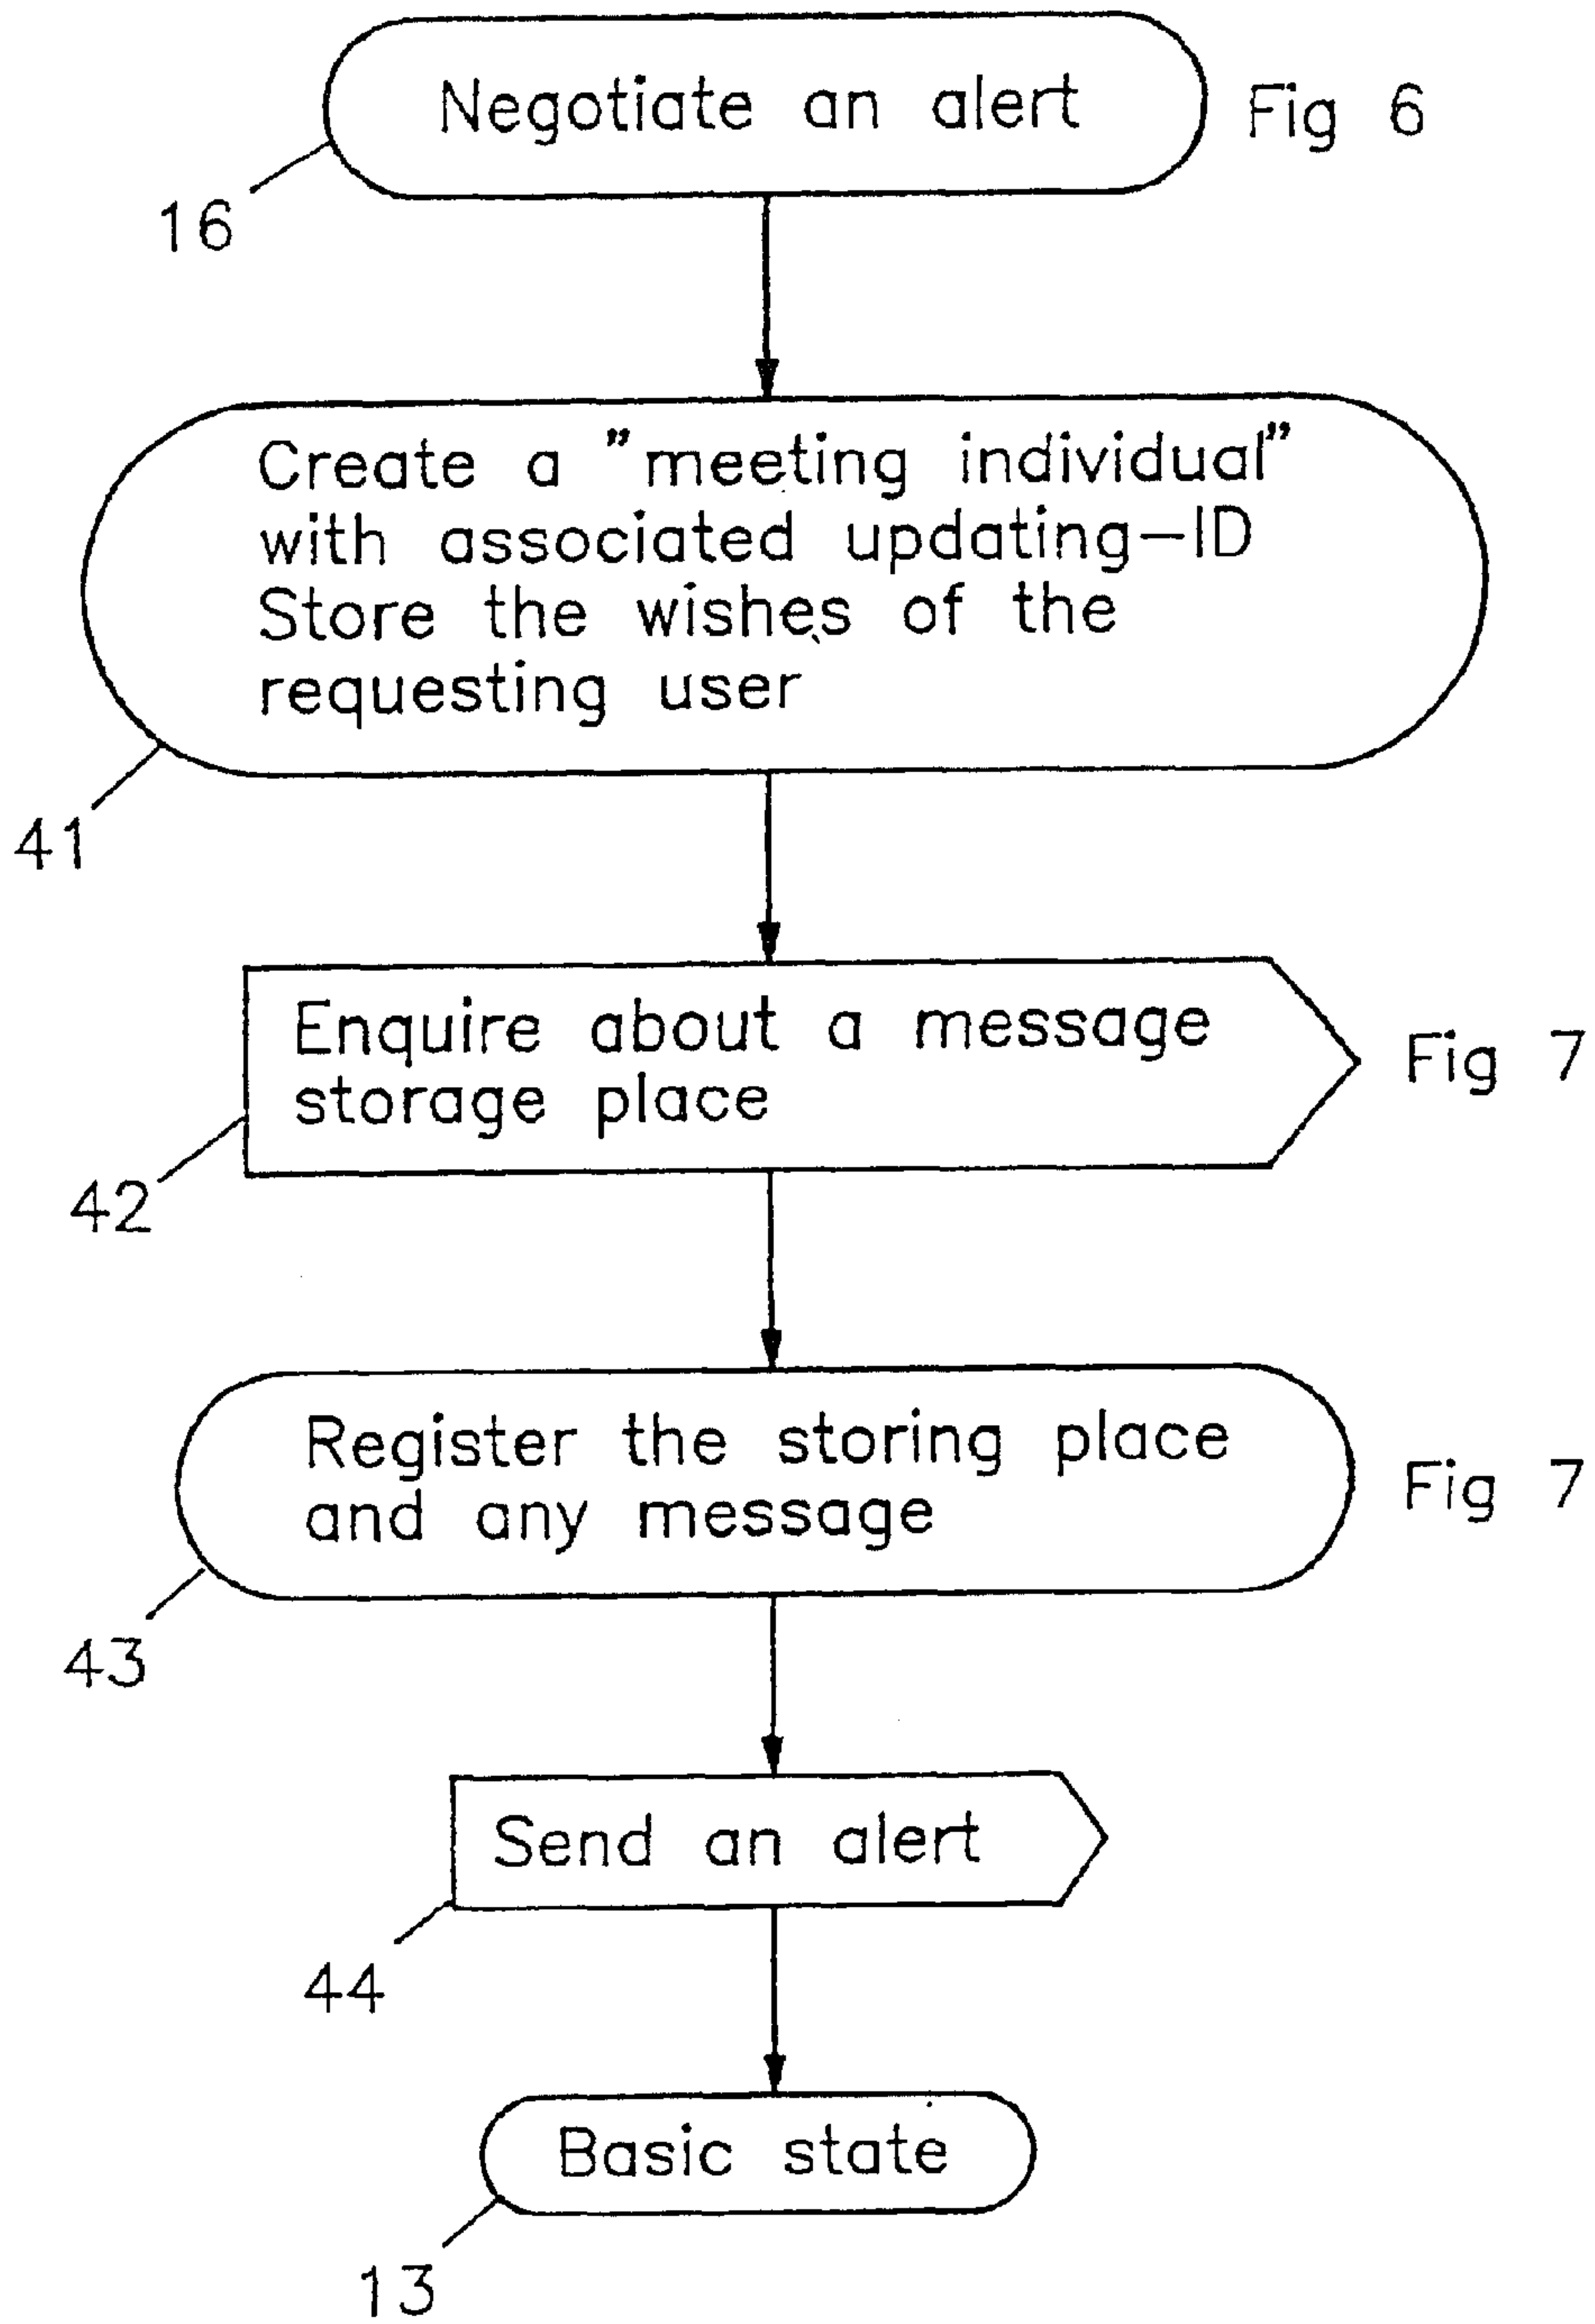 Negotiate an alert
Fig 6
16
Create a "meeting individual"
with associated updating-ID
Store the wishes of the
requesting user
41
Enquire about a message
storage place
Fig 7
42
Register the storing place
and any message
Fig 7
43
Send an alert
44
Basic state
13